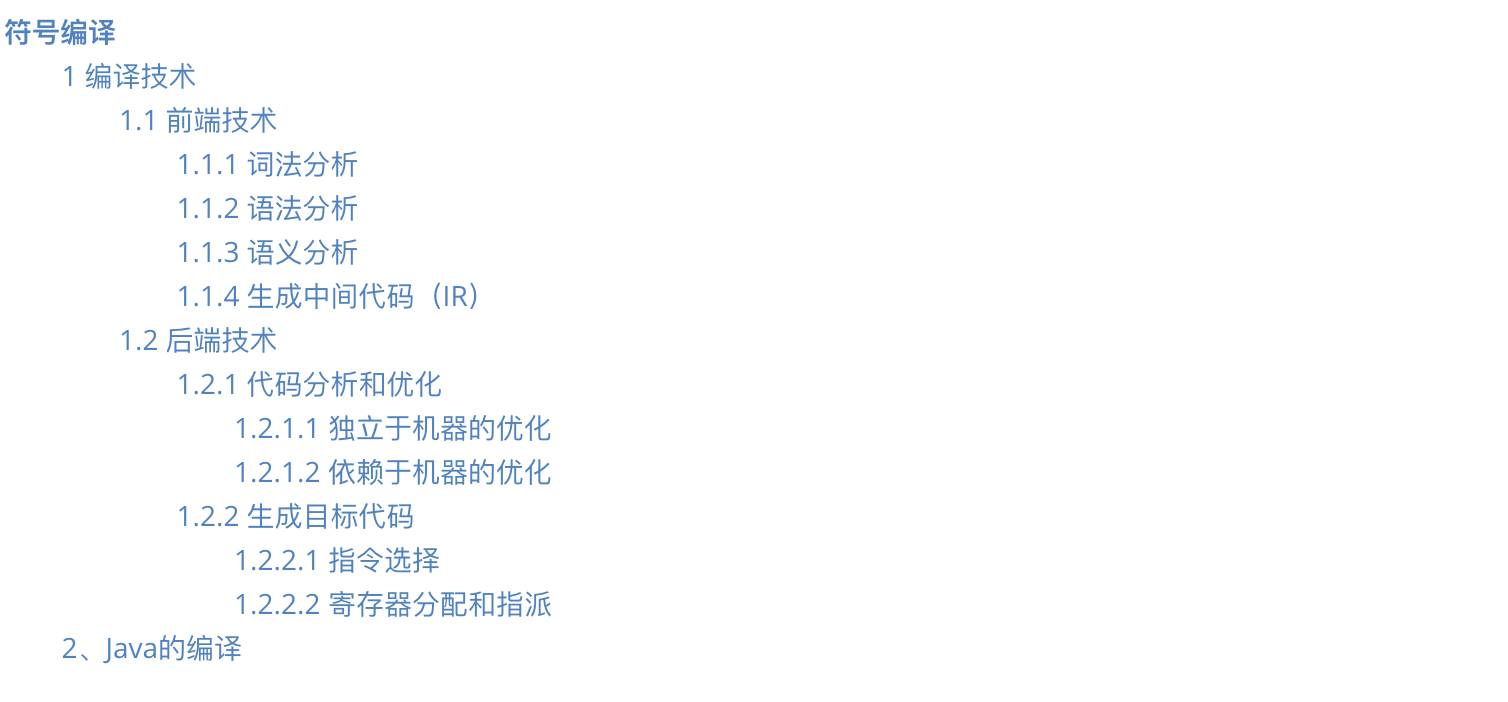 符号编译
1 编译技术
1.1 前端技术
1.1.1 词法分析
1.1.2 语法分析
1.1.3 语义分析
1.1.4 生成中间代码（IR）
1.2 后端技术
1.2.1 代码分析和优化
1.2.1.1 独立于机器的优化
1.2.1.2 依赖于机器的优化
1.2.2 生成目标代码
1.2.2.1 指令选择
1.2.2.2 寄存器分配和指派
2、Java的编译